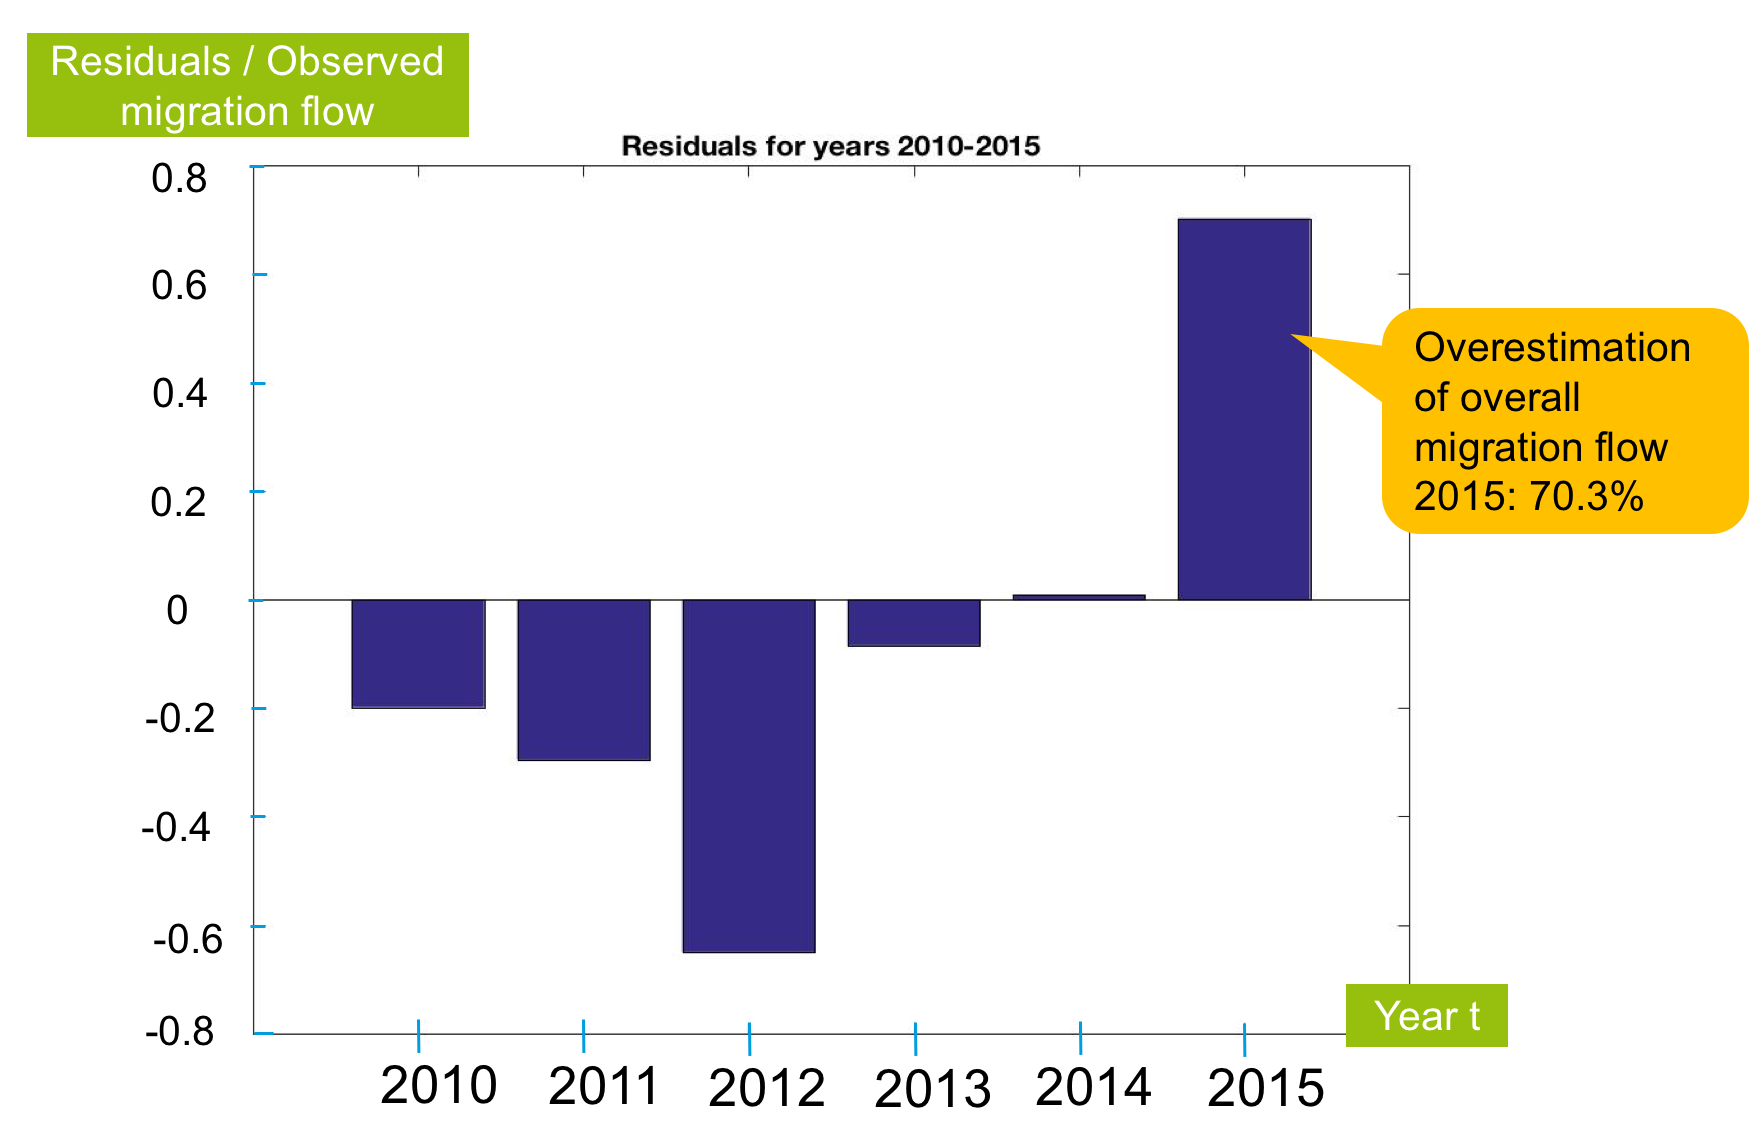 Residuals / Observed
migration flow
Residuals for years 2010-2015
0.8
0.6
0.4
0.2
0
-0.2
-0.4
-0.6
-0.8
Overestimation
of overall
migration flow
2015: 70.3%
Year t
2010 2011 2012 2013 2014 2015